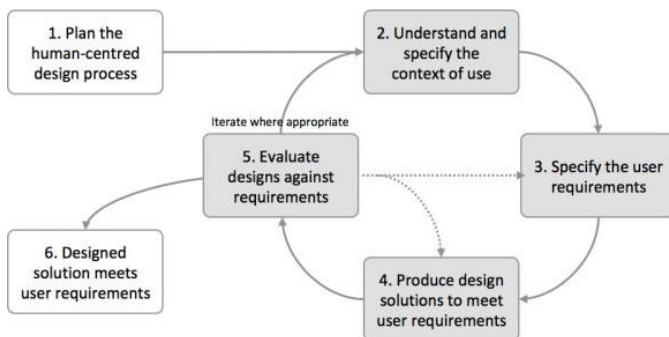 1. Plan the
human-centred
design process
2. Understand and
specify the
context of use
Iterate where appropriate
5. Evaluate
designs against
requirements
3. Specify the user
requirements
6. Designed
solution meets
user requirements
4. Produce design
solutions to meet
user requirements